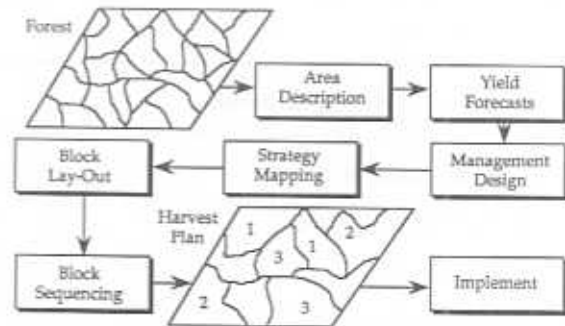 Forest
Area
Description
Yield
Forecasts
Management
Design
Strategy
Mapping
Block
Lay-Out
Block
Sequencing
Harvest
Plan
1
3
1
2
2
3
Implement